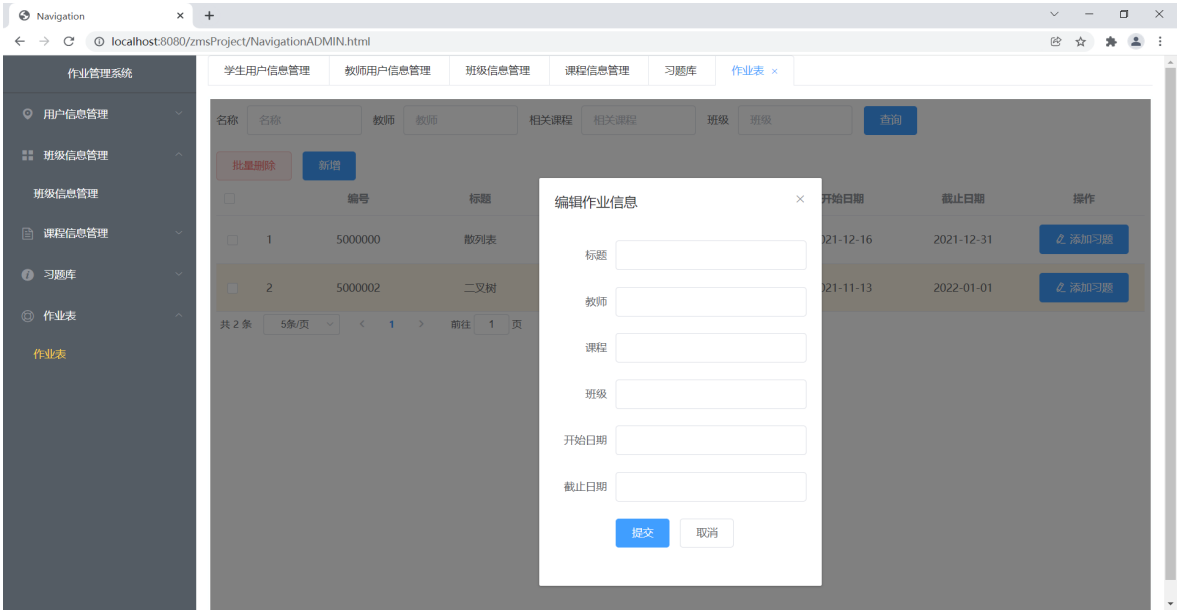 Navigation
localhost:8080/zmsProject/NavigationADMIN.html
作业管理系统
学生用户信息管理 教师用户信息管理 班级信息管理 课程信息管理 习题库 作业表
用户信息管理
班级信息管理
班级信息管理
课程信息管理
习题库
作业表
作业表
名称 名称 教师 教师 相关课程 相关课程 班级 班级 查询
批量删除 新增
编号 标题 开始日期 截止日期 操作
1 5000000 散列表 021-12-16 2021-12-31 添加习题
2 5000002 二叉树 021-11-13 2022-01-01 添加习题
共 2 条 5条/页 1 前往 1 页
编辑作业信息
标题
教师
课程
班级
开始日期
截止日期
提交 取消